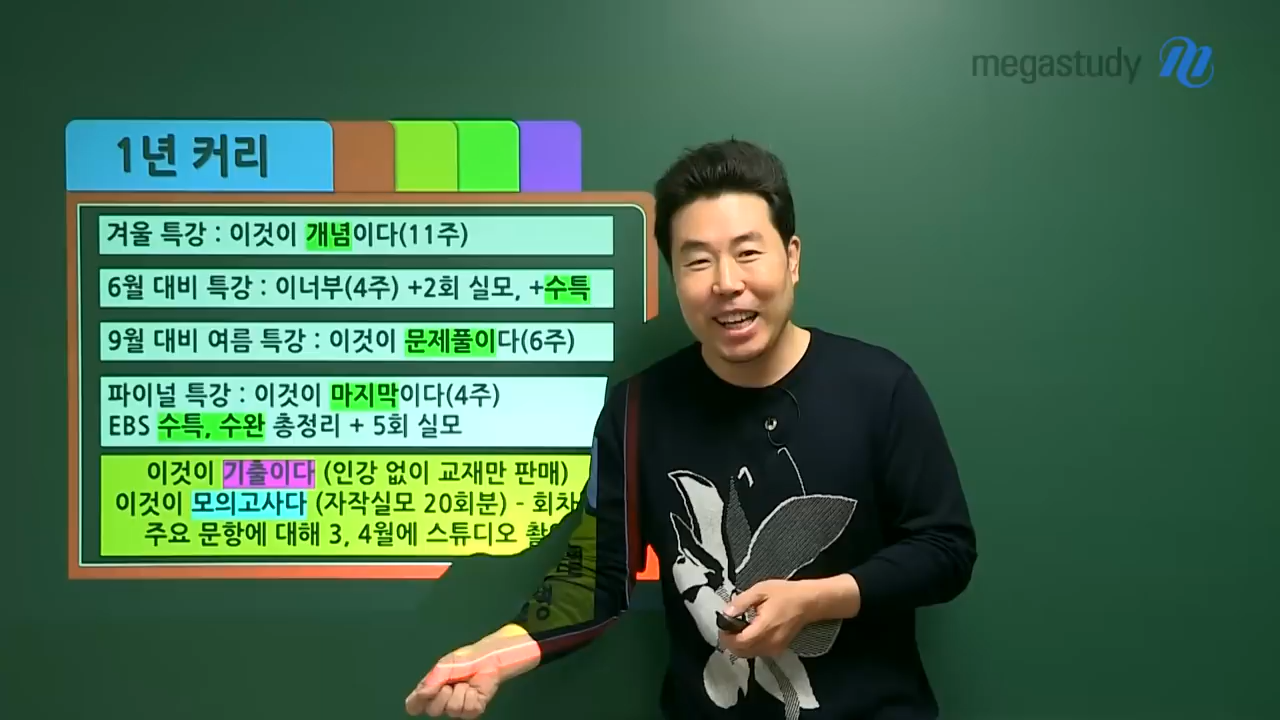 megastudy
1년 커리
겨울 특강 : 이것이 개념이다(11주)
6월 대비 특강 : 이너부(4주) +2회 실모, +수특
9월 대비 여름 특강 : 이것이 문제풀이다(6주)
파이널 특강 : 이것이 마지막이다(4주)
EBS 수특, 수완 총정리 + 5회 실모
이것이 기출이다 (인강 없이 교재만 판매)
이것이 모의고사다 (자작실모 20회분) - 회차
주요 문항에 대해 3, 4월에 스튜디오